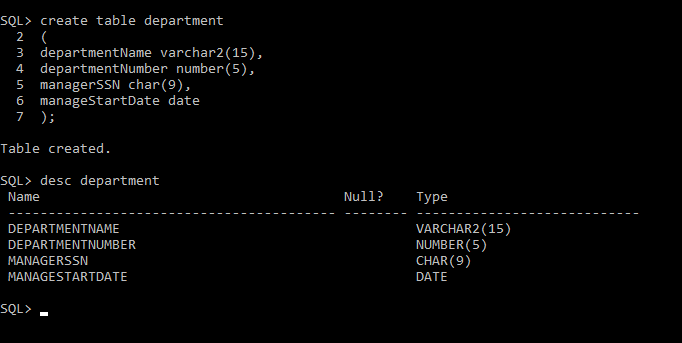 SQL> create table department
  2  (
  3  departmentName varchar2(15),
  4  departmentNumber number(5),
  5  managerSSN char(9),
  6  manageStartDate date
  7  );
Table created.
SQL> desc department
 Name                                      Null?    Type
 ----------------------------------------- -------- ----------------------------
 DEPARTMENTNAME                                     VARCHAR2(15)
 DEPARTMENTNUMBER                                   NUMBER(5)
 MANAGERSSN                                         CHAR(9)
 MANAGESTARTDATE                                    DATE
SQL>